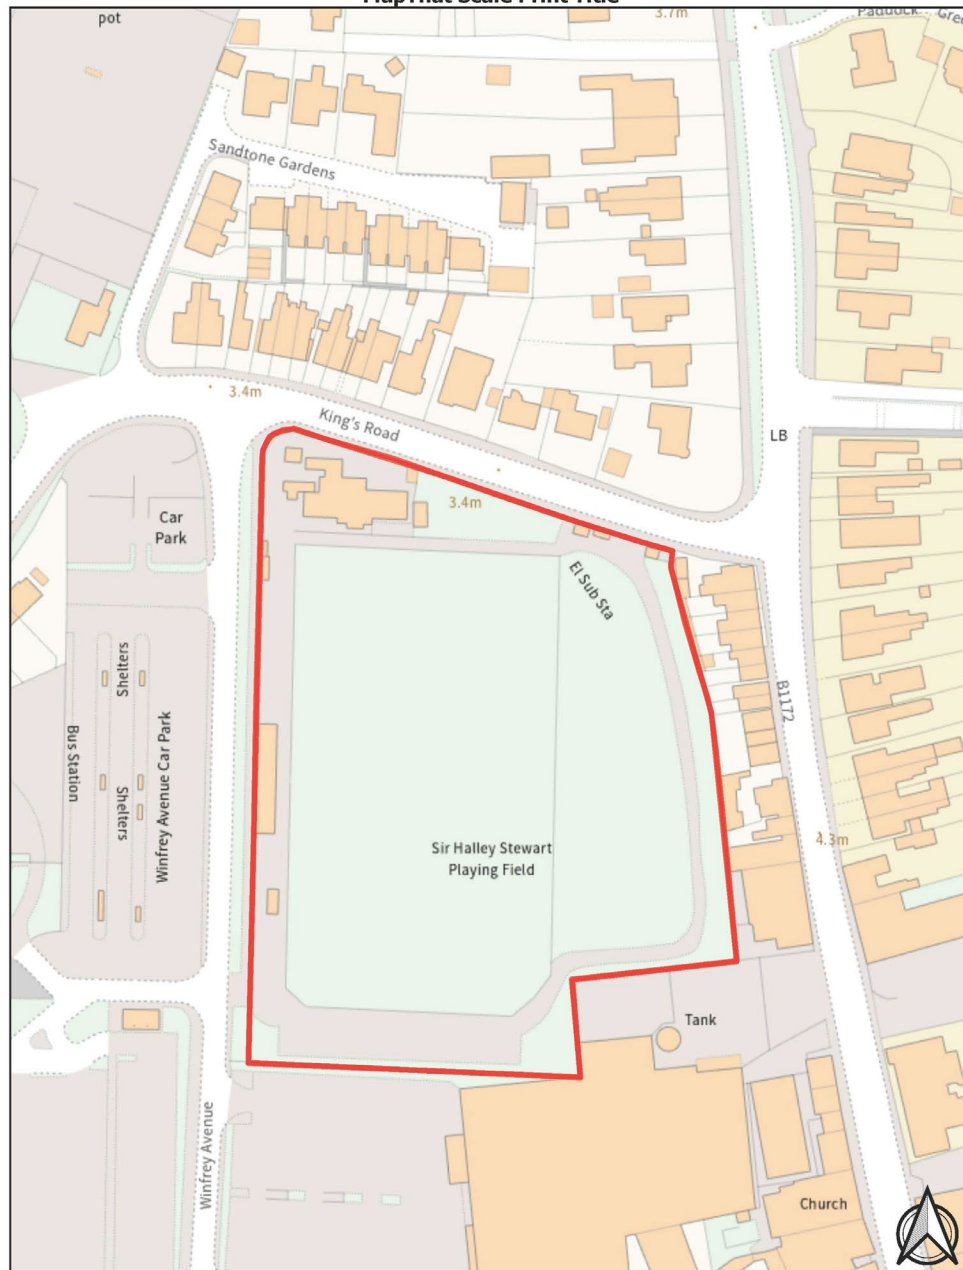 pot
3.7m
Paddock
Sandtone Gardens
3.4m
King's Road
LB
3.4m
Car
Park
El Sub Sta
Shelters
B1172
Bus Station
Winfrey Avenue Car Park
Shelters
4.3m
Sir Halley Stewart
Playing Field
Tank
Winfrey Avenue
Church